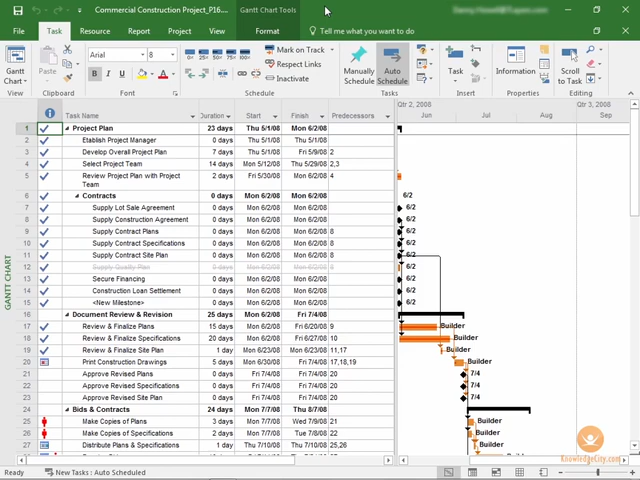 Commercial Construction Project_P16....
Gantt Chart Tools
File Task Resource Report Project View Format Tell me what you want to do
Gantt Chart
Paste
Arial 8
B I U A
Mark on Track
Respect Links
Inactivate
Manually Schedule
Auto Schedule
Task
Information
Scroll to Task
View Clipboard Font Schedule Tasks Insert Properties Editing
Task Name Duration Start Finish Predecessors
Qtr 2, 2008 Qtr 3, 2008
Jun Jul Aug Sep
1 Project Plan 23 days Thu 5/1/08 Mon 6/2/08
2 Etablish Project Manager 0 days Thu 5/1/08 Thu 5/1/08
3 Develop Overall Project Plan 7 days Thu 5/1/08 Fri 5/9/08 2
4 Select Project Team 14 days Mon 5/12/08 Thu 5/29/08 2,3
5 Review Project Plan with Project Team 2 days Fri 5/30/08 Mon 6/2/08 4
6 Contracts 0 days Mon 6/2/08 Mon 6/2/08 6/2
7 Supply Lot Sale Agreement 0 days Mon 6/2/08 Mon 6/2/08 6/2
8 Supply Construction Agreement 0 days Mon 6/2/08 Mon 6/2/08 6/2
9 Supply Contract Plans 0 days Mon 6/2/08 Mon 6/2/08 8 6/2
10 Supply Contract Specifications 0 days Mon 6/2/08 Mon 6/2/08 8 6/2
11 Supply Contract Site Plan 0 days Mon 6/2/08 Mon 6/2/08 8 6/2
12 Supply Quality Plan 0 days Mon 6/2/08 Mon 6/2/08 8 6/2
13 Secure Financing 0 days Mon 6/2/08 Mon 6/2/08 8 6/2
14 Construction Loan Settlement 0 days Mon 6/2/08 Mon 6/2/08 8 6/2
15 <New Milestone> 0 days Mon 6/2/08 Mon 6/2/08 6/2
16 Document Review & Revision 25 days Mon 6/2/08 Fri 7/4/08
17 Review & Finalize Plans 15 days Mon 6/2/08 Fri 6/20/08 9 Builder
18 Review & Finalize Specifications 20 days Mon 6/2/08 Fri 6/27/08 10 Builder
19 Review & Finalize Site Plan 1 day Mon 6/23/08 Mon 6/23/08 11,17 Builder
20 Print Construction Drawings 5 days Mon 6/30/08 Fri 7/4/08 17,18,19 Builder
21 Approve Revised Plans 0 days Fri 7/4/08 Fri 7/4/08 20 7/4
22 Approve Revised Specifications 0 days Fri 7/4/08 Fri 7/4/08 20 7/4
23 Approve Revised Site Plan 0 days Fri 7/4/08 Fri 7/4/08 20 7/4
24 Bids & Contracts 24 days Mon 7/7/08 Thu 8/7/08
25 Make Copies of Plans 3 days Mon 7/7/08 Wed 7/9/08 21 Builder
26 Make Copies of Specifications 2 days Mon 7/7/08 Tue 7/8/08 22 Builder
Distribute Plans & Specifications 5 days Thu 7/10/08 Wed 7/16/08 25,26 Builder
GANTT CHART
KnowledgeCity.com
Ready New Tasks : Auto Scheduled